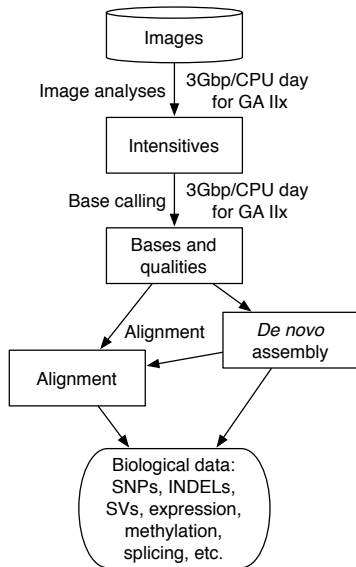 Images
Image analyses
3Gbp/CPU day
for GA IIx
Intensitives
Base calling
3Gbp/CPU day
for GA IIx
Bases and
qualities
Alignment
De novo
assembly
Alignment
Biological data:
SNPs, INDELs,
SVs, expression,
methylation,
splicing, etc.